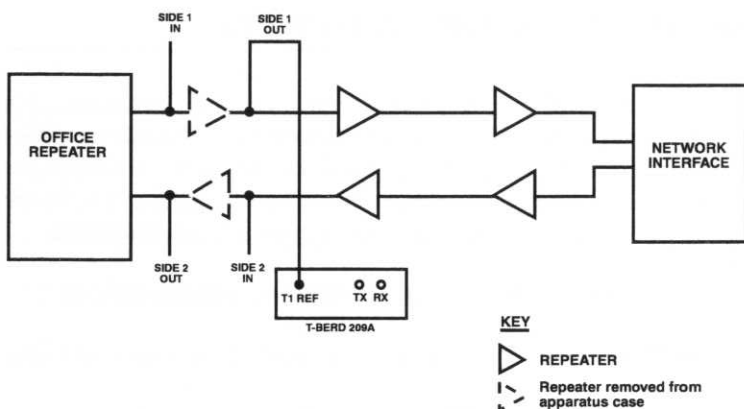 SIDE 1
IN
SIDE 1
OUT
OFFICE
REPEATER
NETWORK
INTERFACE
SIDE 2
OUT
SIDE 2
IN
T1 REF
TX RX
T-BERD 209A
KEY
REPEATER
Repeater removed from
apparatus case